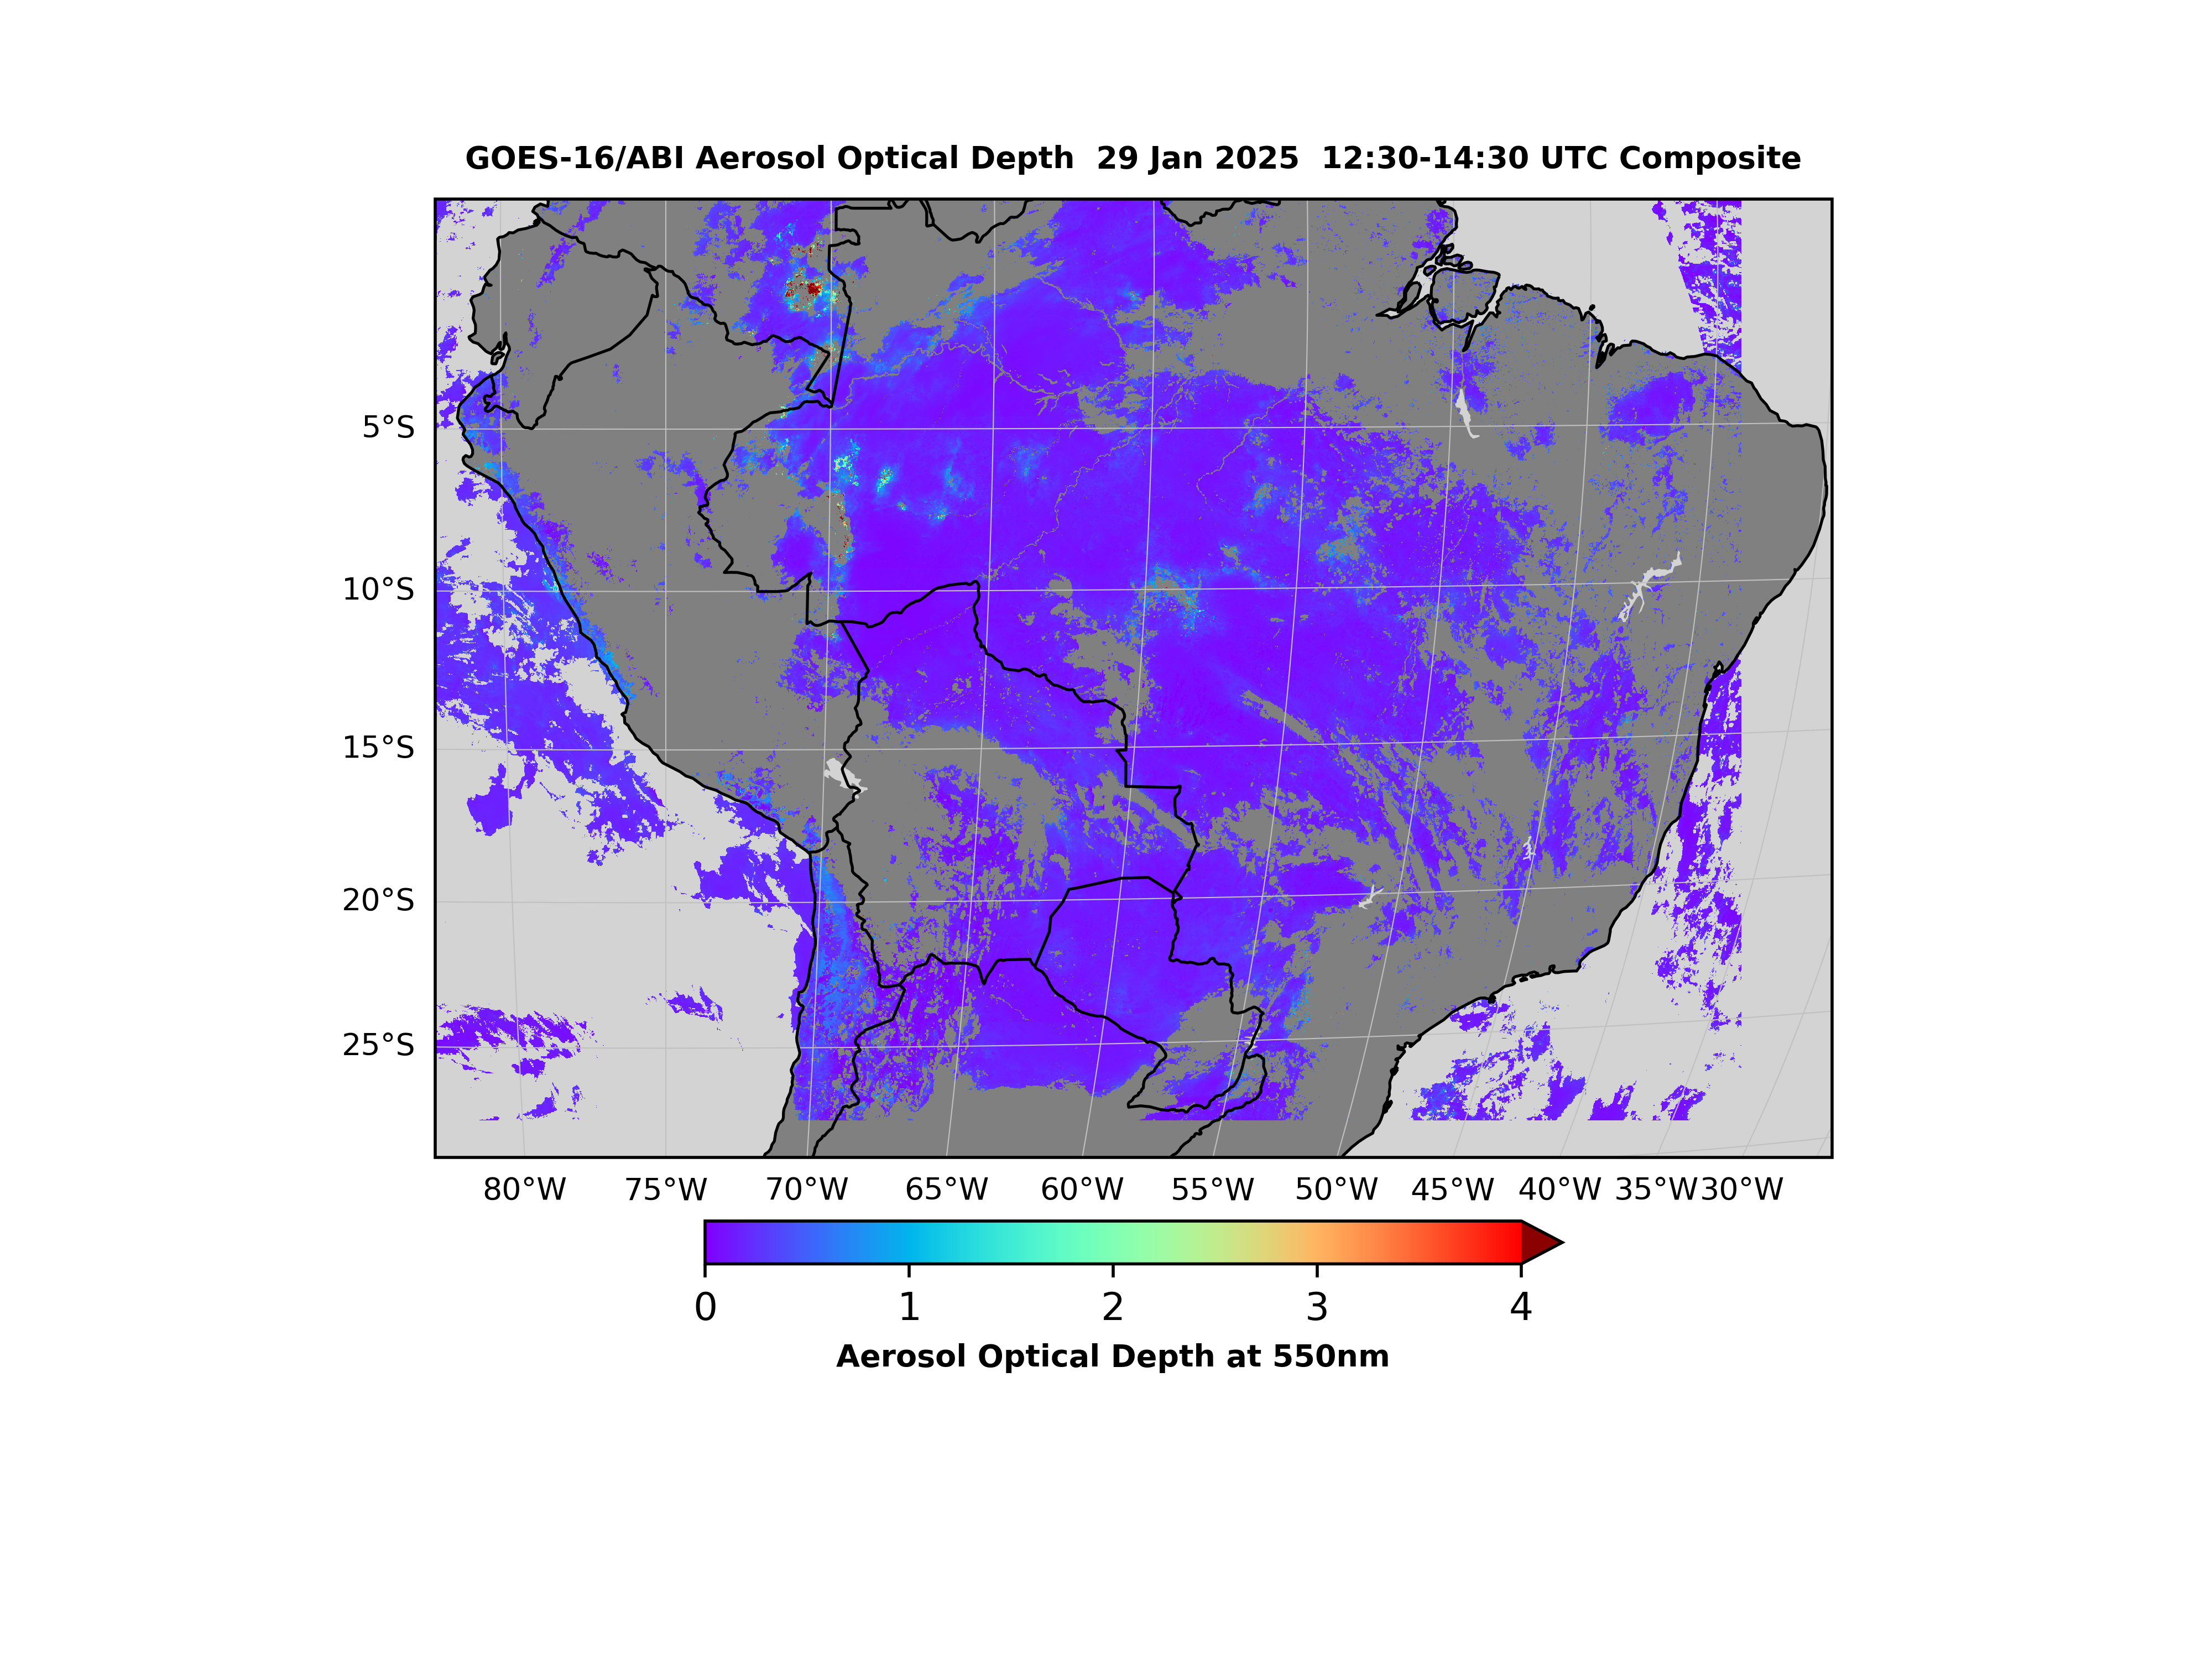 GOES-16/ABI Aerosol Optical Depth  29 Jan 2025  12:30-14:30 UTC Composite
5°S
10°S
15°S
20°S
25°S
80°W 75°W 70°W 65°W 60°W 55°W 50°W 45°W 40°W 35°W 30°W
0 1 2 3 4
Aerosol Optical Depth at 550nm